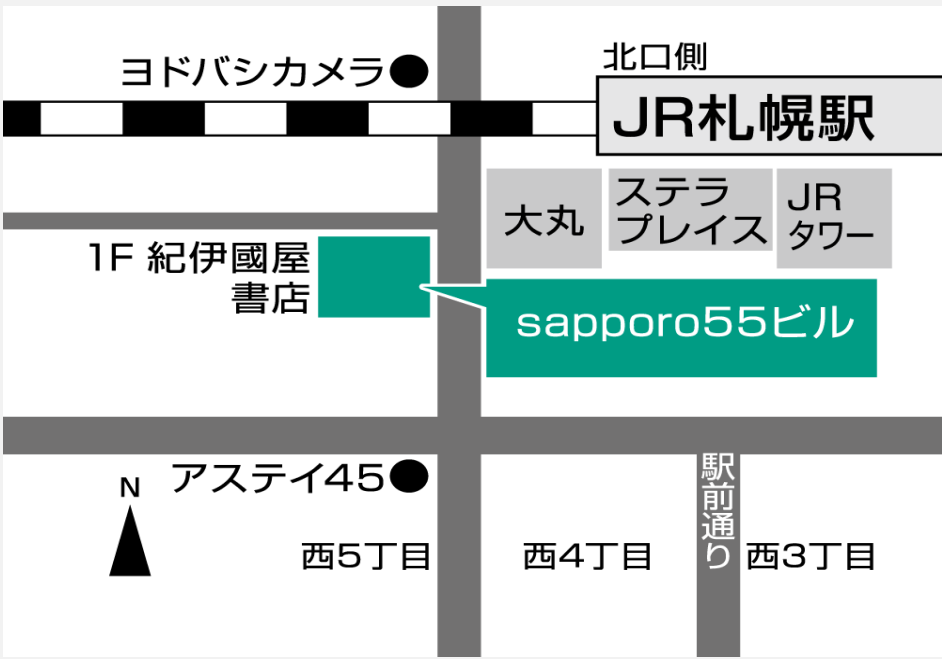 北口側
ヨドバシカメラ
JR札幌駅
大丸
ステラ
プレイス
JR
タワー
1F 紀伊國屋
書店
sapporo55ビル
アステイ45
N
駅前通り
西5丁目
西4丁目
西3丁目